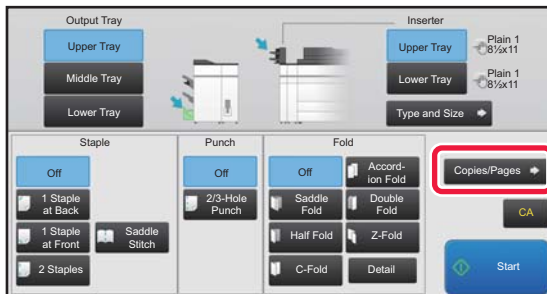 Output Tray
Inserter
Upper Tray
Middle Tray
Lower Tray
Upper Tray
Plain 1
8½x11
Lower Tray
Plain 1
8½x11
Type and Size
Staple
Punch
Fold
Off
1 Staple
at Back
1 Staple
at Front
Saddle
Stitch
2 Staples
Off
2/3-Hole
Punch
Off
Accord-
ion Fold
Saddle
Fold
Double
Fold
Half Fold
Z-Fold
C-Fold
Detail
Copies/Pages
CA
Start